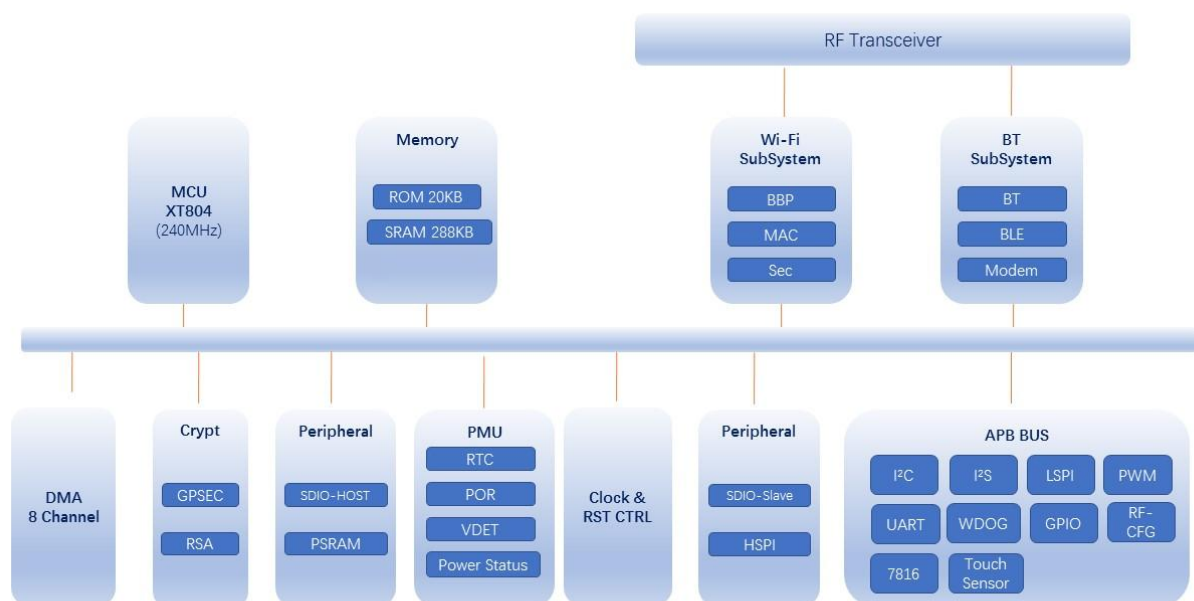 RF Transceiver
MCU
XT804
(240MHz)
Memory
ROM 20KB
SRAM 288KB
Wi-Fi
SubSystem
BBP
MAC
Sec
BT
SubSystem
BT
BLE
Modem
DMA
8 Channel
Crypt
GPSEC
RSA
Peripheral
SDIO-HOST
PSRAM
PMU
RTC
POR
VDET
Power Status
Clock &
RST CTRL
Peripheral
SDIO-Slave
HSPI
APB BUS
I²C
I²S
LSPI
PWM
UART
WDOG
GPIO
RF-
CFG
7816
Touch
Sensor